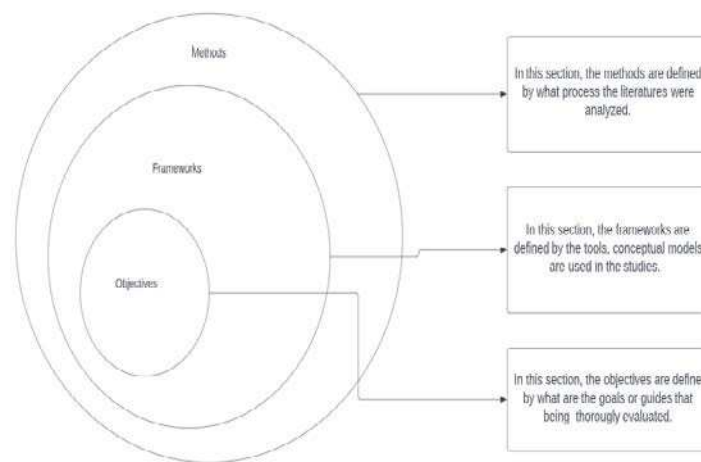 Methods
In this section, the methods are defined
by what process the literatures were
analyzed.
Frameworks
In this section, the frameworks are
defined by the tools, conceptual models
are used in the studies.
Objectives
In this section, the objectives are define
by what are the goals or guides that
being thorougly evaluated.